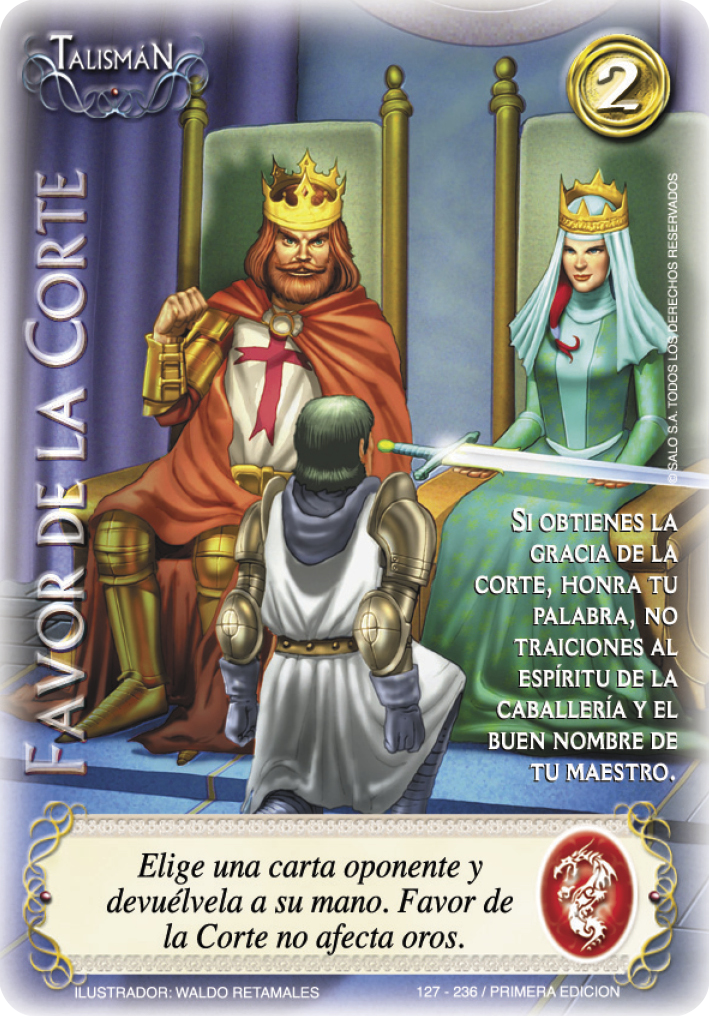 TALISMÁN
2
FAVOR DE LA CORTE
© SALO S.A. TODOS LOS DERECHOS RESERVADOS
SI OBTIENES LA
GRACIA DE LA
CORTE, HONRA TU
PALABRA, NO
TRAICIONES AL
ESPÍRITU DE LA
CABALLERÍA Y EL
BUEN NOMBRE DE
TU MAESTRO.
Elige una carta oponente y
devuélvela a su mano. Favor de
la Corte no afecta oros.
ILUSTRADOR: WALDO RETAMALES
127 - 236 / PRIMERA EDICION